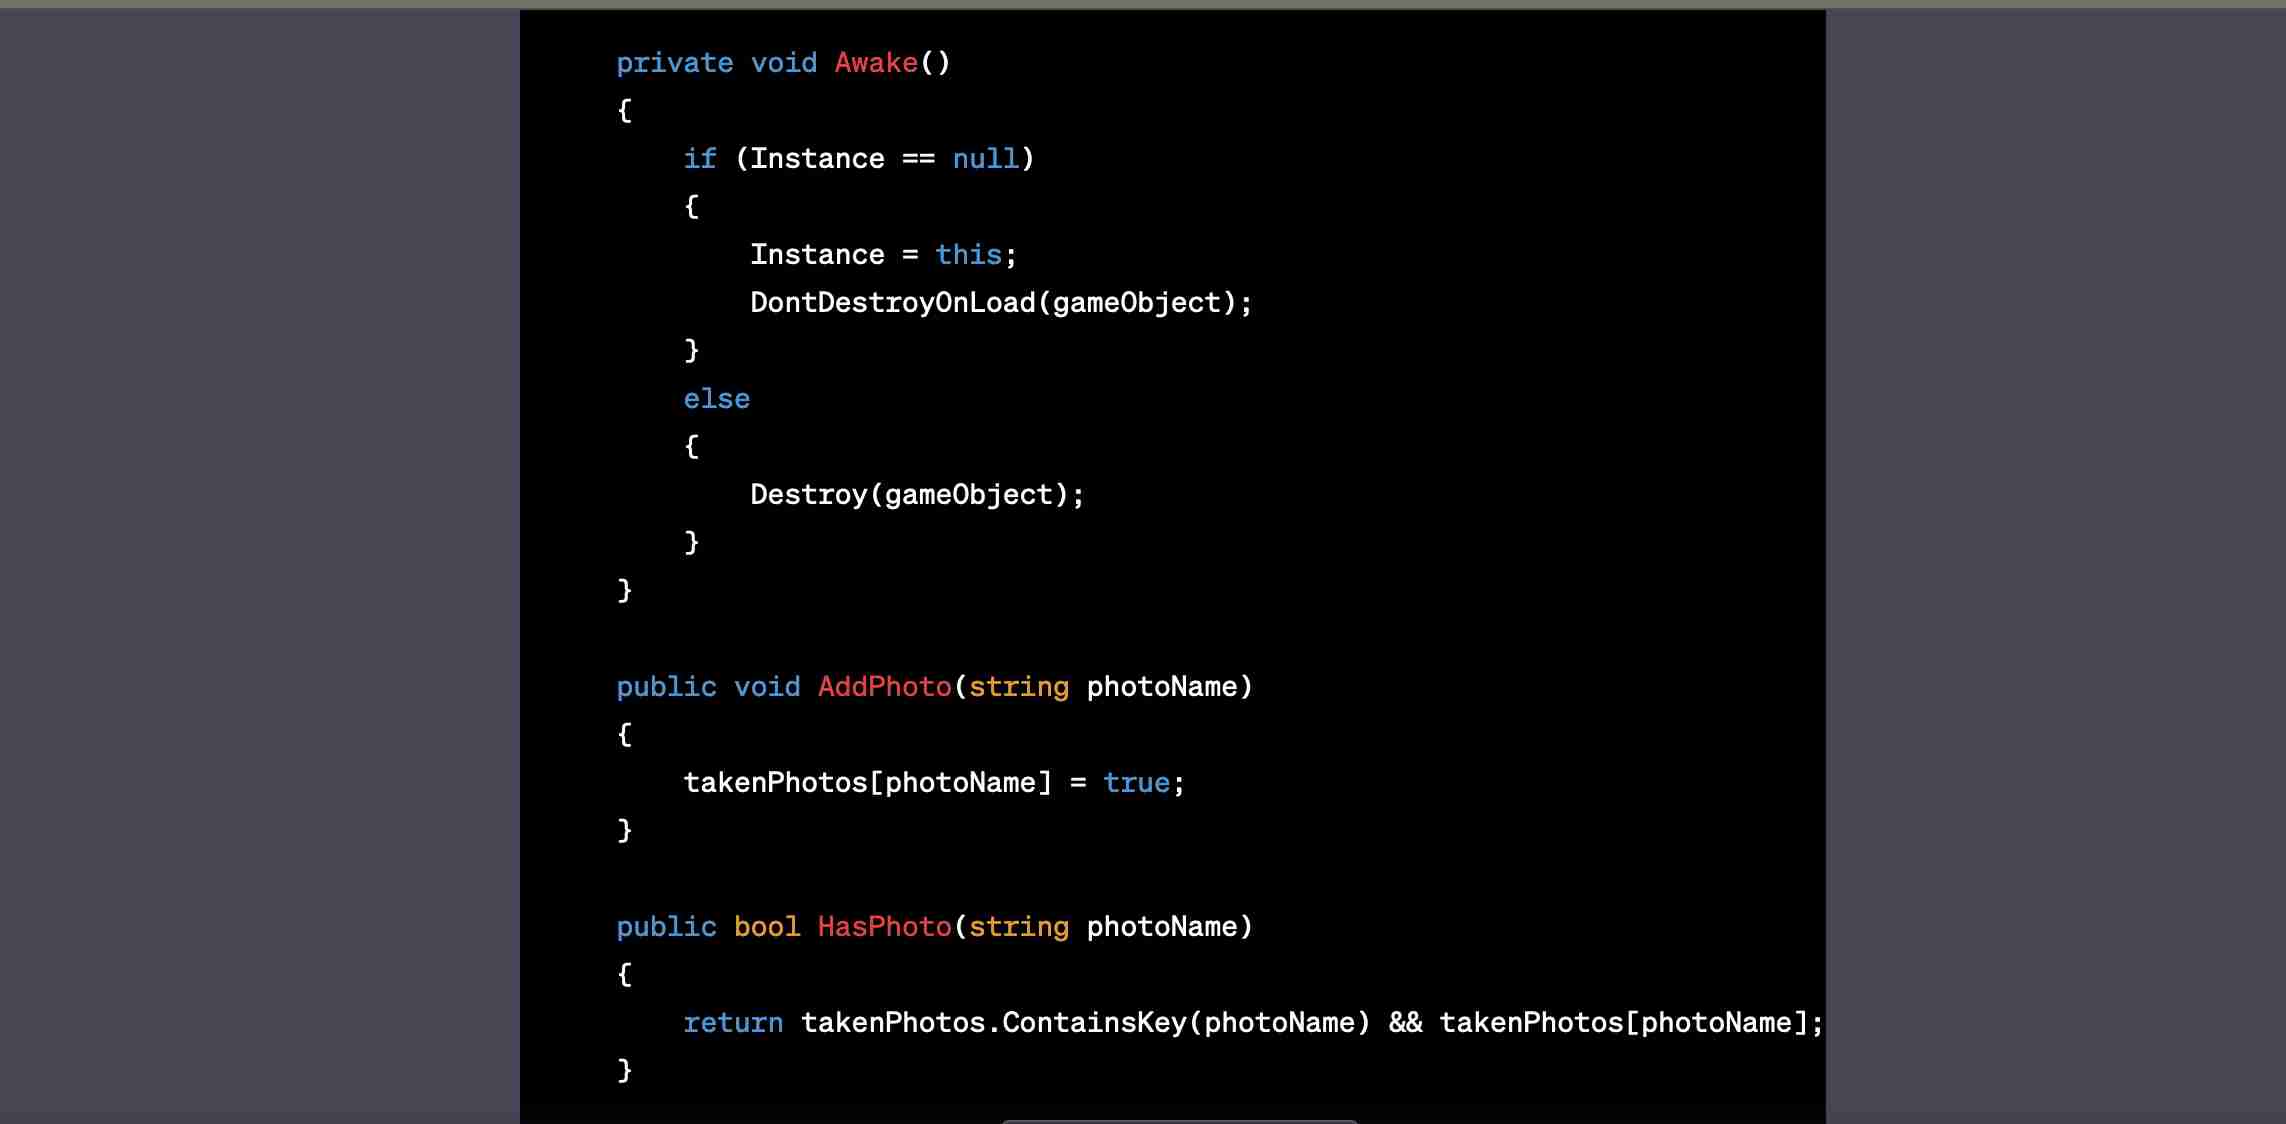 private void Awake()
{
    if (Instance == null)
    {
        Instance = this;
        DontDestroyOnLoad(gameObject);
    }
    else
    {
        Destroy(gameObject);
    }
}

public void AddPhoto(string photoName)
{
    takenPhotos[photoName] = true;
}

public bool HasPhoto(string photoName)
{
    return takenPhotos.ContainsKey(photoName) && takenPhotos[photoName];
}